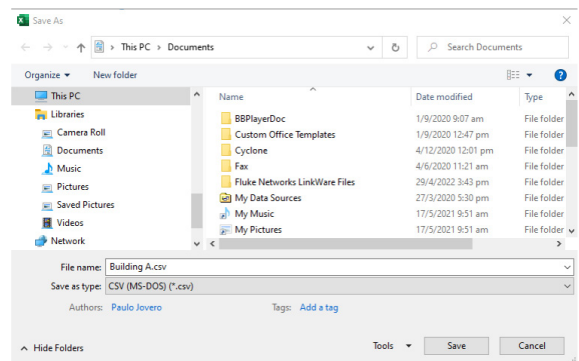 Save As
This PC > Documents
Search Documents
Organize
New folder
Name
Date modified
Type
This PC
Libraries
Camera Roll
Documents
Music
Pictures
Saved Pictures
Videos
Network
BBPlayerDoc 1/9/2020 9:07 am File folder
Custom Office Templates 1/9/2020 12:47 pm File folder
Cyclone 4/12/2020 12:01 pm File folder
Fax 4/6/2020 11:21 am File folder
Fluke Networks LinkWare Files 29/4/2022 3:43 pm File folder
My Data Sources 27/3/2020 5:30 pm File folder
My Music 17/5/2021 9:51 am File folder
My Pictures 17/5/2021 9:51 am File folder
File name: Building A.csv
Save as type: CSV (MS-DOS) (*.csv)
Authors: Paulo Jovero Tags: Add a tag
Hide Folders
Tools
Save
Cancel